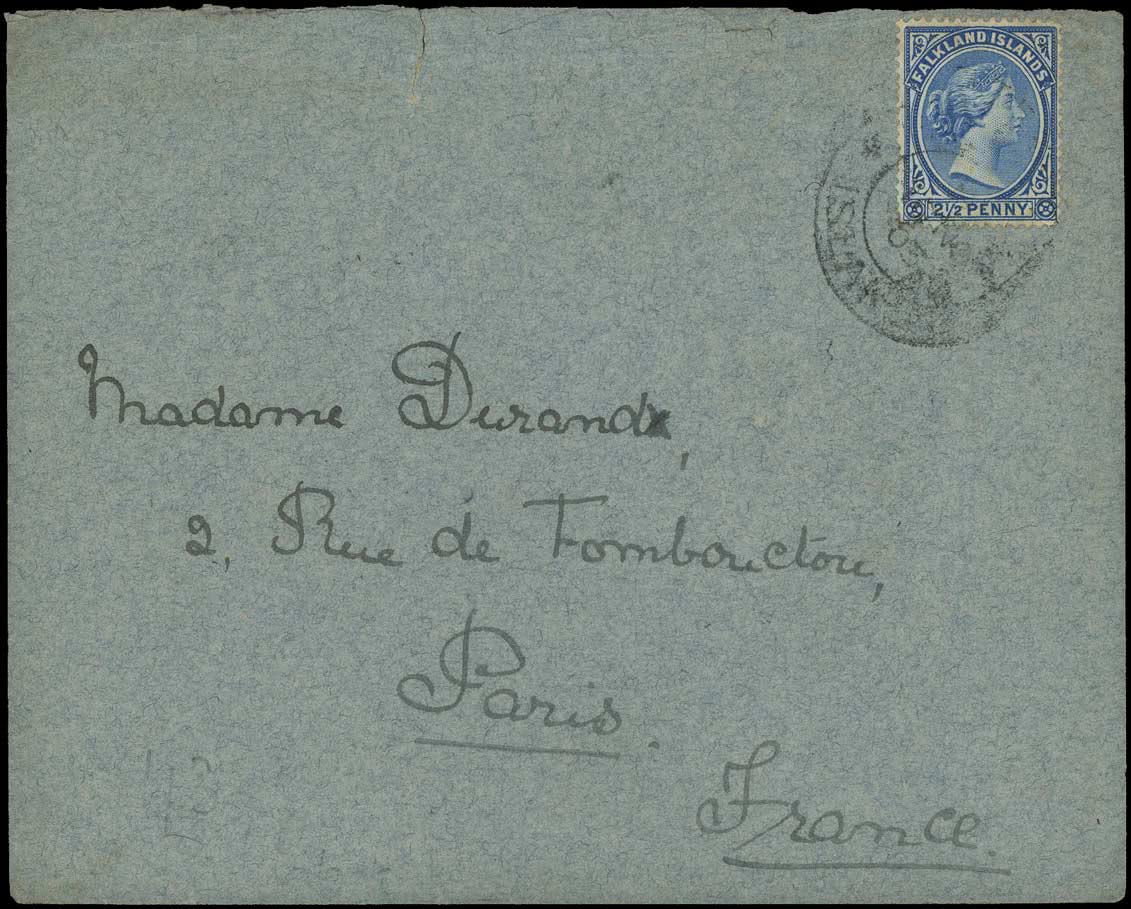 FALKLAND ISLANDS
2½ PENNY
Madame Durand,
2, Rue de Tombouctou,
Paris.
France.